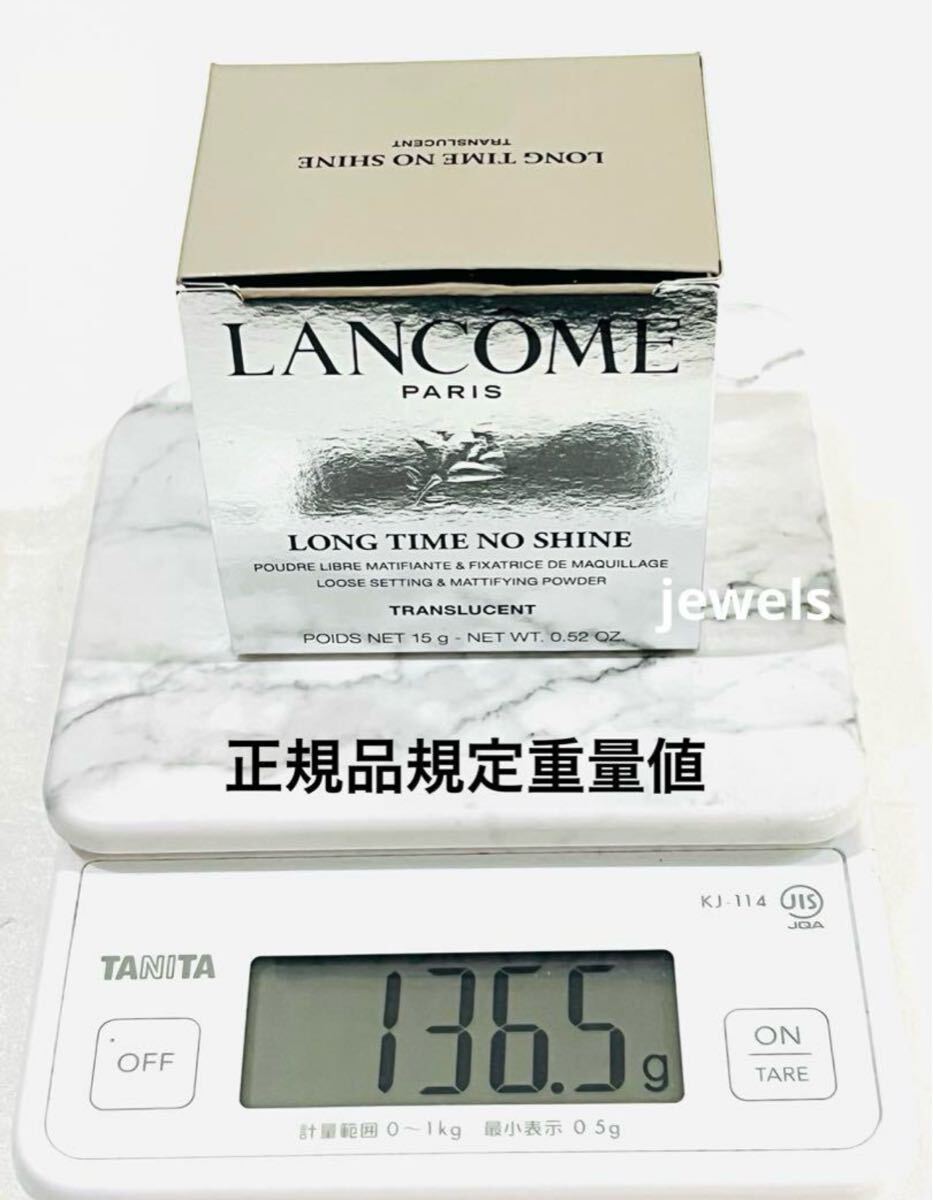 LONG TIME NO SHINE
TRANSLUCENT
LANCÔME
PARIS
LONG TIME NO SHINE
POUDRE LIBRE MATIFIANTE & FIXATRICE DE MAQUILLAGE
LOOSE SETTING & MATTIFYING POWDER
TRANSLUCENT
POIDS NET 15 g - NET WT. 0.52 OZ.
jewels
正規品規定重量値
KJ-114 JIS
JQA
TANITA
136.5 g
OFF
ON
TARE
計量範囲 0～1kg 最小表示 0.5g